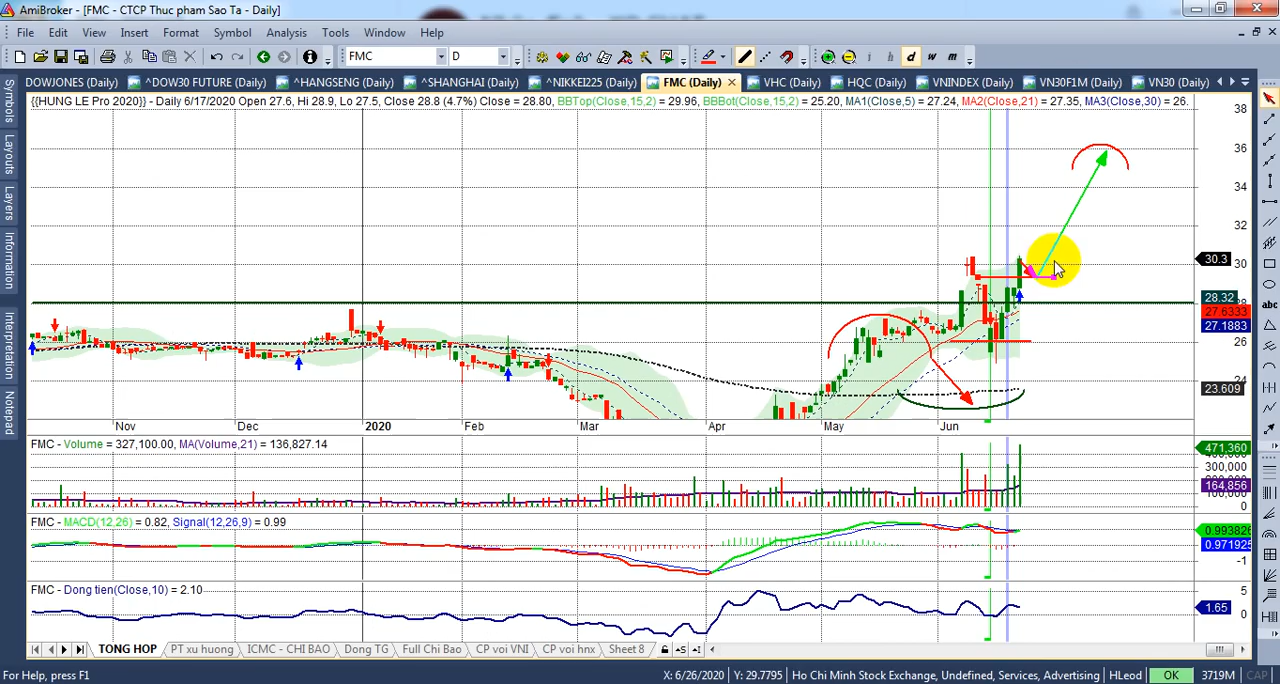 AmiBroker - [FMC - CTCP Thuc pham Sao Ta - Daily]
File Edit View Insert Format Symbol Analysis Tools Window Help
FMC D i h d w m
DOWJONES (Daily) ^DOW30 FUTURE (Daily) ^HANGSENG (Daily) ^SHANGHAI (Daily) ^NIKKEI225 (Daily) FMC (Daily) VHC (Daily) HQC (Daily) VNINDEX (Daily) VN30F1M (Daily) VN30 (Daily)
{{HUNG LE Pro 2020}} - Daily 6/17/2020 Open 27.6, Hi 28.9, Lo 27.5, Close 28.8 (4.7%) Close = 28.80, BBTop(Close,15,2) = 29.96, BBBot(Close,15,2) = 25.20, MA1(Close,5) = 27.24, MA2(Close,21) = 27.35, MA3(Close,30) = 26.
Symbols
Layouts
Layers
Information
Interpretation
Notepad
38
36
34
32
30.3
30
28.32
27.6333
27.1883
26
23.609
Nov Dec 2020 Feb Mar Apr May Jun
FMC - Volume = 327,100.00, MA(Volume,21) = 136,827.14
471,360
300,000
164,856
0
FMC - MACD(12,26) = 0.82, Signal(12,26,9) = 0.99
0.993826
0.971925
-1
FMC - Dong tien(Close,10) = 2.10
5
1.65
0
abc
TONG HOP PT xu huong ICMC - CHI BAO Dong TG Full Chi Bao CP voi VNI CP voi hnx Sheet 8
For Help, press F1 X: 6/26/2020 Y: 29.7795 Ho Chi Minh Stock Exchange, Undefined, Services, Advertising HLeod OK 3719M CAP